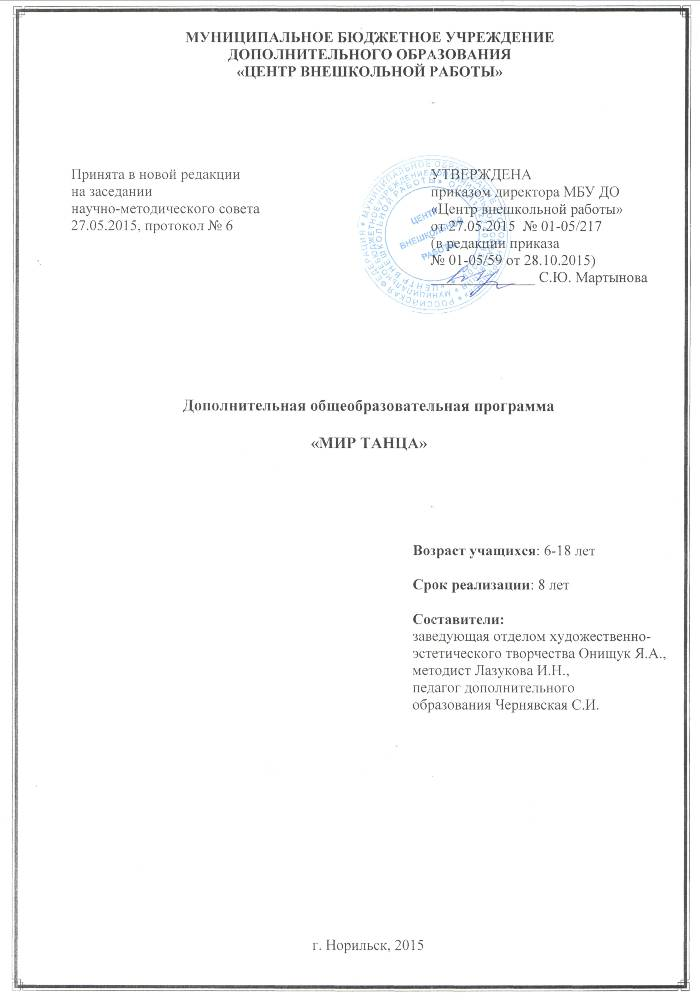 МУНИЦИПАЛЬНОЕ БЮДЖЕТНОЕ УЧРЕЖДЕНИЕ
ДОПОЛНИТЕЛЬНОГО ОБРАЗОВАНИЯ
«ЦЕНТР ВНЕШКОЛЬНОЙ РАБОТЫ»
Принята в новой редакции
на заседании
научно-методического совета
27.05.2015, протокол № 6
УТВЕРЖДЕНА
приказом директора МБУ ДО
«Центр внешкольной работы»
от 27.05.2015 № 01-05/217
(в редакции приказа
№ 01-05/59 от 28.10.2015)
С.Ю. Мартынова
ЦЕНТР
ВНЕШКОЛЬНОЙ
РАБОТЫ
Дополнительная общеобразовательная программа
«МИР ТАНЦА»
Возраст учащихся: 6-18 лет
Срок реализации: 8 лет
Составители:
заведующая отделом художественно-
эстетического творчества Онищук Я.А.,
методист Лазукова И.Н.,
педагог дополнительного
образования Чернявская С.И.
г. Норильск, 2015